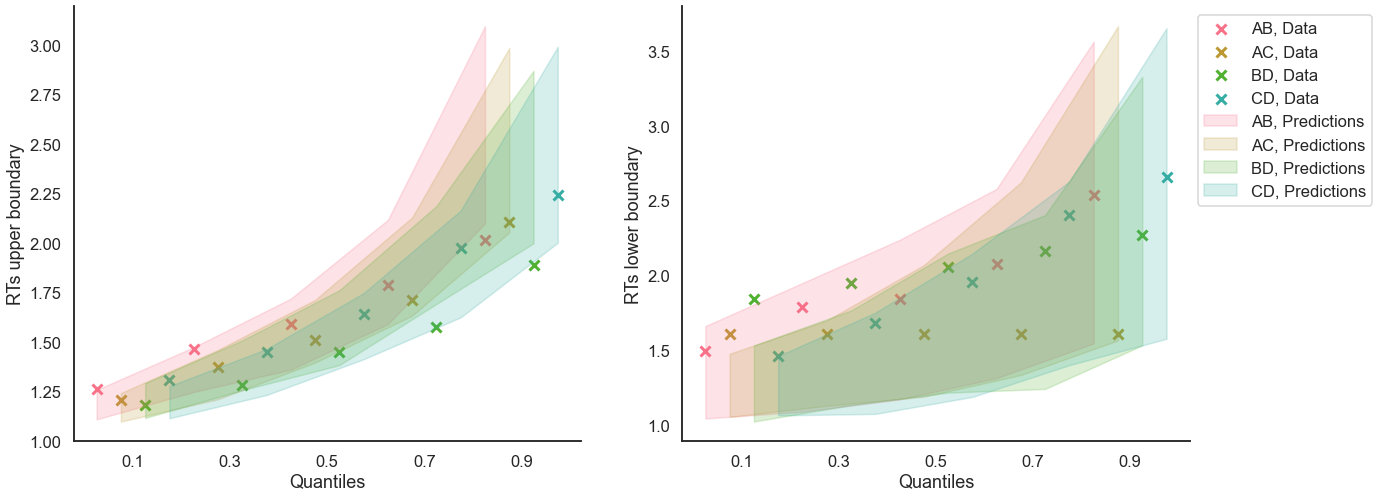 RTs upper boundary
3.00
2.75
2.50
2.25
2.00
1.75
1.50
1.25
1.00
0.1 0.3 0.5 0.7 0.9
Quantiles
RTs lower boundary
3.5
3.0
2.5
2.0
1.5
1.0
0.1 0.3 0.5 0.7 0.9
Quantiles
AB, Data
AC, Data
BD, Data
CD, Data
AB, Predictions
AC, Predictions
BD, Predictions
CD, Predictions